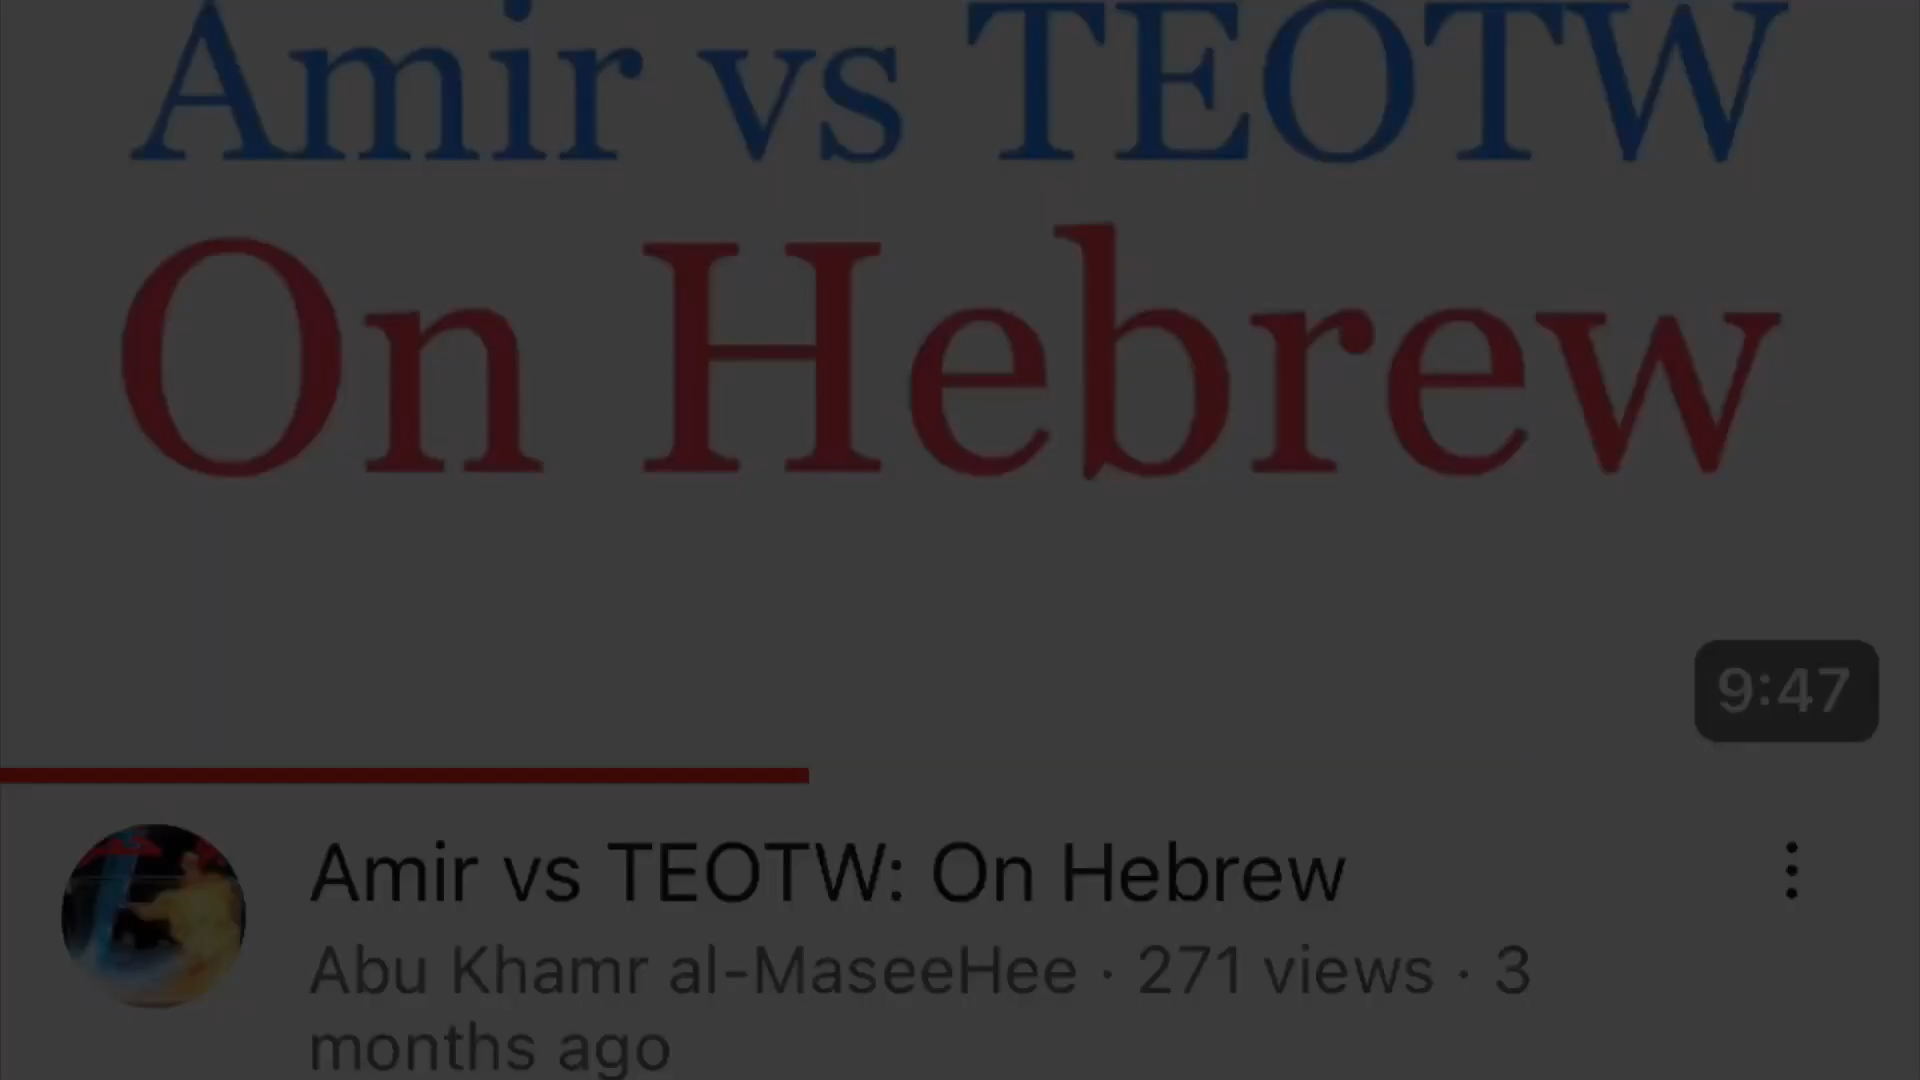 Amir vs TEOTW
On Hebrew
9:47
Amir vs TEOTW: On Hebrew
Abu Khamr al-MaseeHee · 271 views · 3
months ago